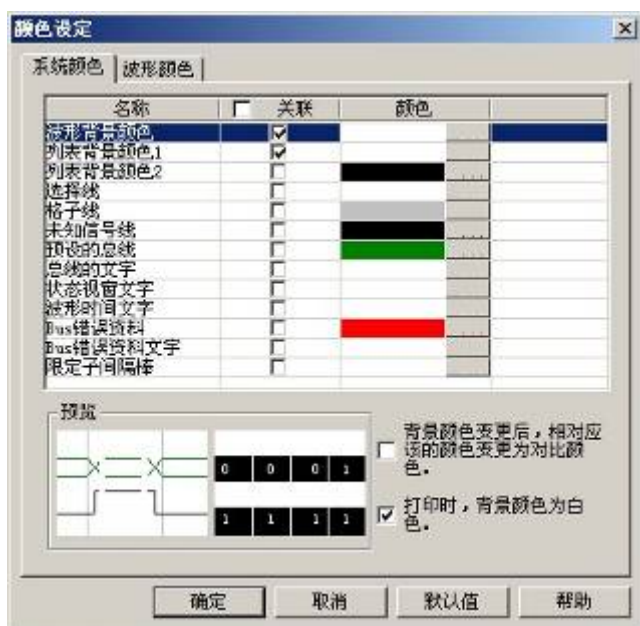 颜色设定
系统颜色 波形颜色
名称 关联 颜色
波形背景颜色
列表背景颜色1
列表背景颜色2
选择线
格子线
未知信号线
预设的总线
总线的文字
状态视窗文字
波形时间文字
Bus错误资料
Bus错误资料文字
限定子间隔棒
预览
0 0 0 1
1 1 1 1
背景颜色变更后，相对应
该的颜色变更为对比颜
色。
打印时，背景颜色为白
色。
确定 取消 默认值 帮助